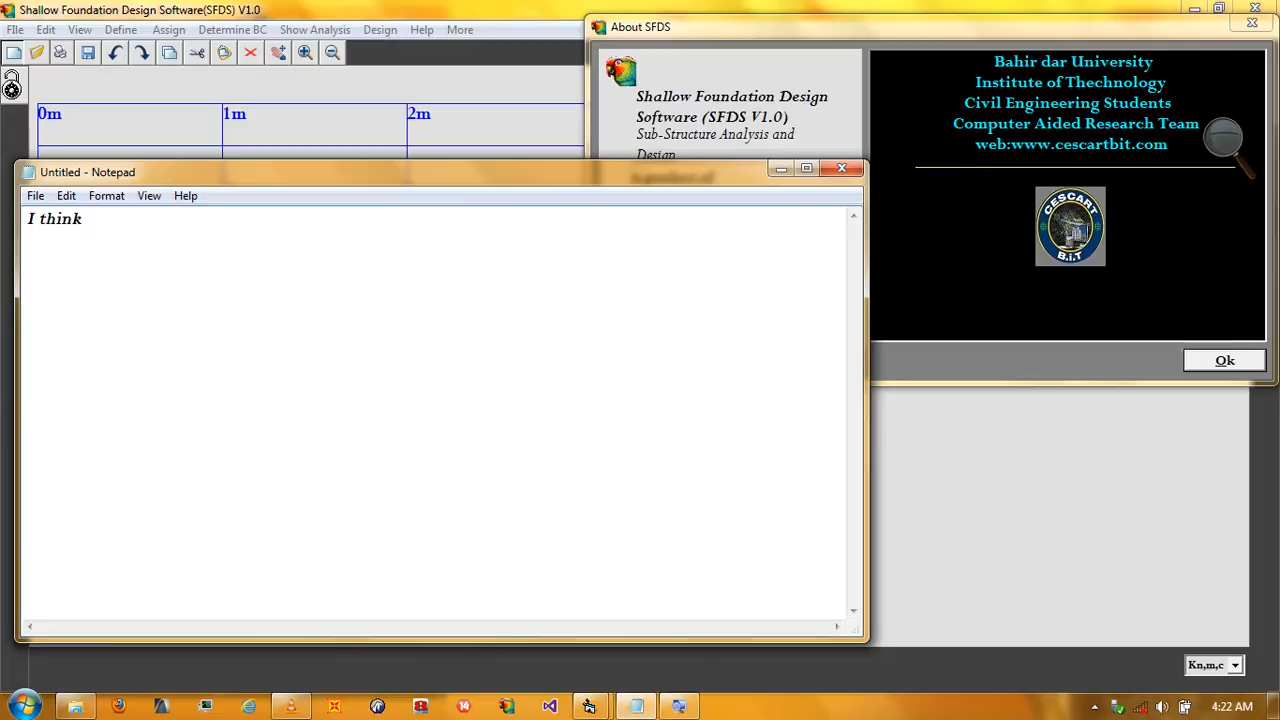 Shallow Foundation Design Software(SFDS) V1.0
FIle Edit View Define Assign Determine BC Show Analysis Design Help More
0m 1m 2m
About SFDS
Shallow Foundation Design
Software (SFDS V1.0)
Sub-Structure Analysis and
Design
A product of
Bahir dar University
Institute of Thechnology
Civil Engineering Students
Computer Aided Research Team
web:www.cescartbit.com
CESCART
B.i.T
Ok
Untitled - Notepad
File Edit Format View Help
I think
Kn,m,c
4:22 AM